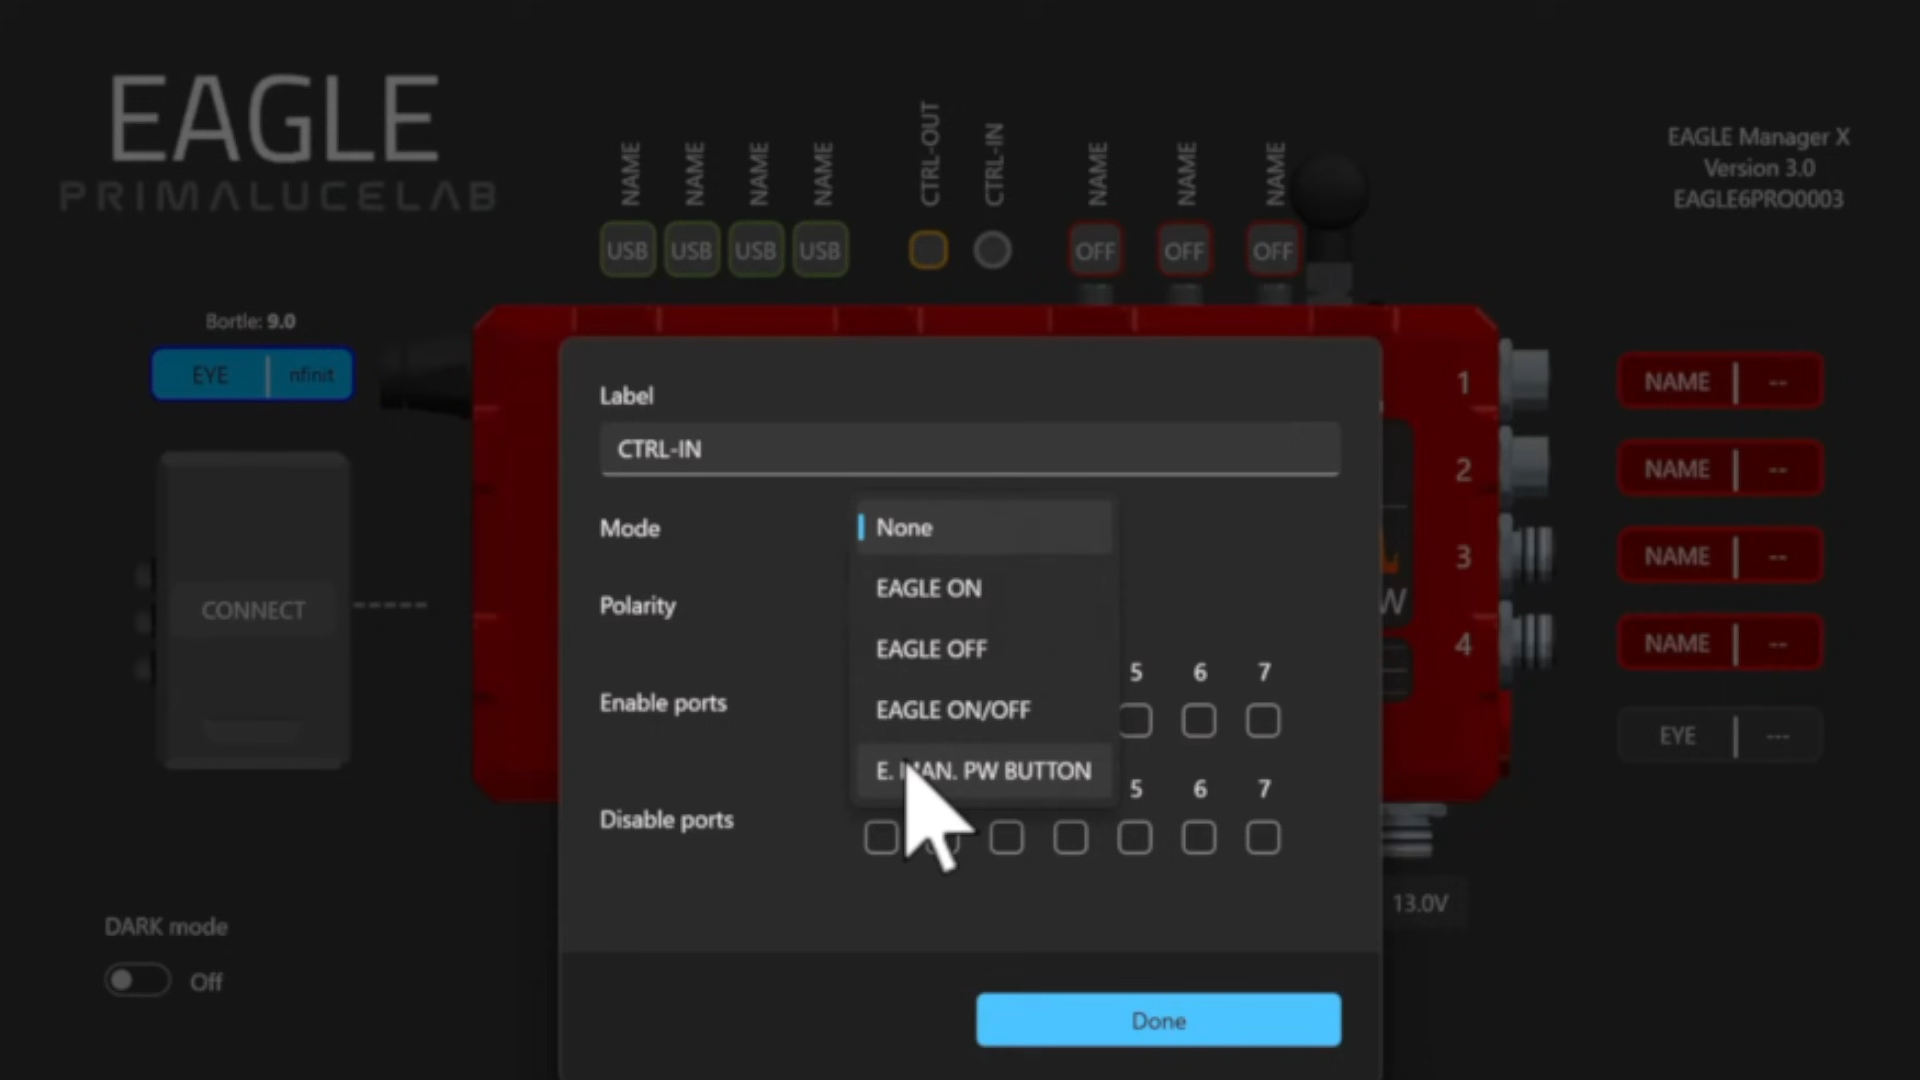 EAGLE
PRIMALUCELAB
NAME
NAME
NAME
NAME
CTRL-OUT
CTRL-IN
NAME
NAME
NAME
USB
USB
USB
USB
OFF
OFF
OFF
EAGLE Manager X
Version 3.0
EAGLE6PRO0003
Bortle: 9.0
EYE
nfinit
CONNECT
DARK mode
Off
Label
CTRL-IN
Mode
None
EAGLE ON
EAGLE OFF
EAGLE ON/OFF
E. MAN. PW BUTTON
Polarity
Enable ports
5 6 7
Disable ports
5 6 7
Done
W
1
2
3
4
NAME --
NAME --
NAME --
NAME --
EYE ---
13.0V